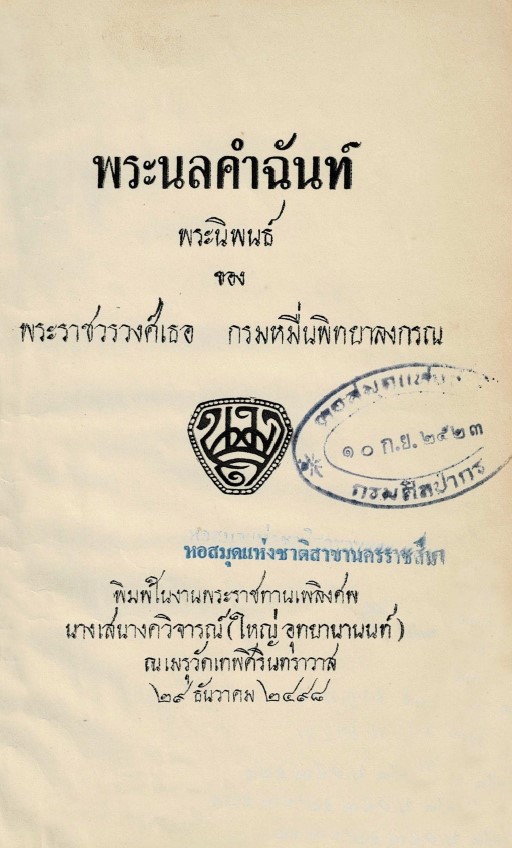 พระนลคำฉันท์
พระนิพนธ์
ของ
พระราชวรวงศ์เธอ กรมหมื่นพิทยาลงกรณ
๑๐ ก.ย. ๒๕๒๓
กรมศิลปากร
หอสมุดแห่งชาติสาขานครราชสีมา
พิมพ์ในงานพระราชทานเพลิงศพ
นางเสนางควิจารณ์ (ใหญ่ อุทยานานนท์)
ณเมรุวัดเทพศิรินทราวาส
๒๙ ธันวาคม ๒๔๙๘